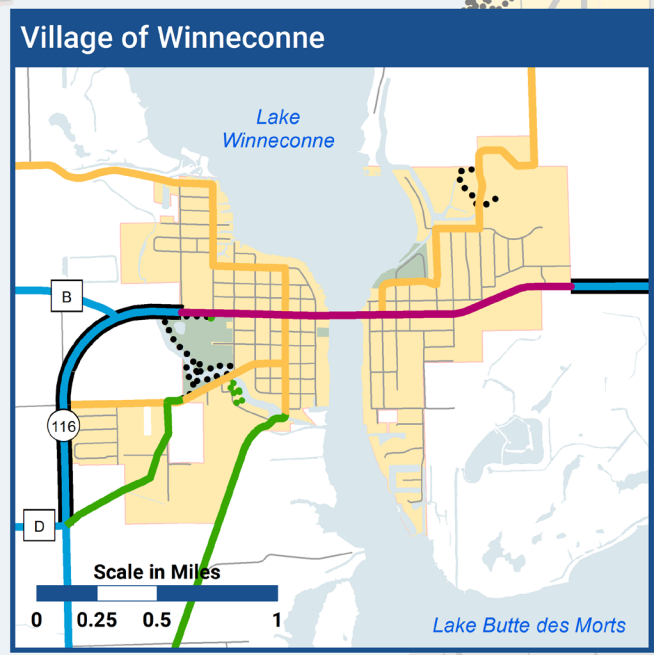 Village of Winneconne
Lake
Winneconne
B
116
D
Scale in Miles
0 0.25 0.5 1
Lake Butte des Morts